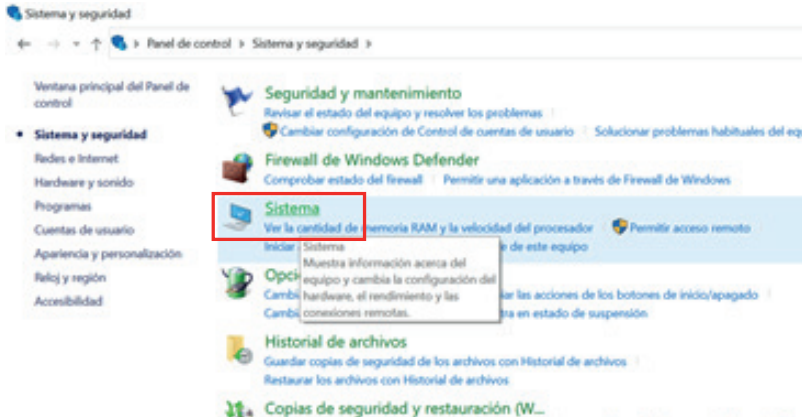 Sistema y seguridad
Panel de control > Sistema y seguridad >
Ventana principal del Panel de
control
Sistema y seguridad
Redes e Internet
Hardware y sonido
Programas
Cuentas de usuario
Apariencia y personalización
Reloj y región
Accesibilidad
Seguridad y mantenimiento
Revisar el estado del equipo y resolver los problemas
Cambiar configuración de Control de cuentas de usuario
Solucionar problemas habituales del eq
Firewall de Windows Defender
Comprobar estado del firewall
Permitir una aplicación a través de Firewall de Windows
Sistema
Ver la cantidad de memoria RAM y la velocidad del procesador
Permitir acceso remoto
Iniciar
e de este equipo
Sistema
Muestra información acerca del
equipo y cambia la configuración del
hardware, el rendimiento y las
conexiones remotas.
Opci
Cambi
iar las acciones de los botones de inicio/apagado
Cambi
tra en estado de suspensión
Historial de archivos
Guardar copias de seguridad de los archivos con Historial de archivos
Restaurar los archivos con Historial de archivos
Copias de seguridad y restauración (W...